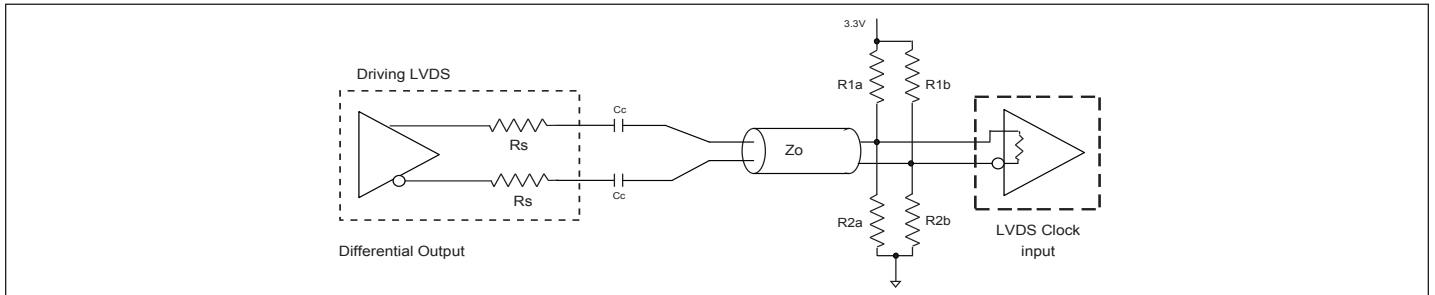 3.3V
Driving LVDS
R1a
R1b
Cc
Rs
Zo
Rs
Cc
R2a
R2b
LVDS Clock
input
Differential Output